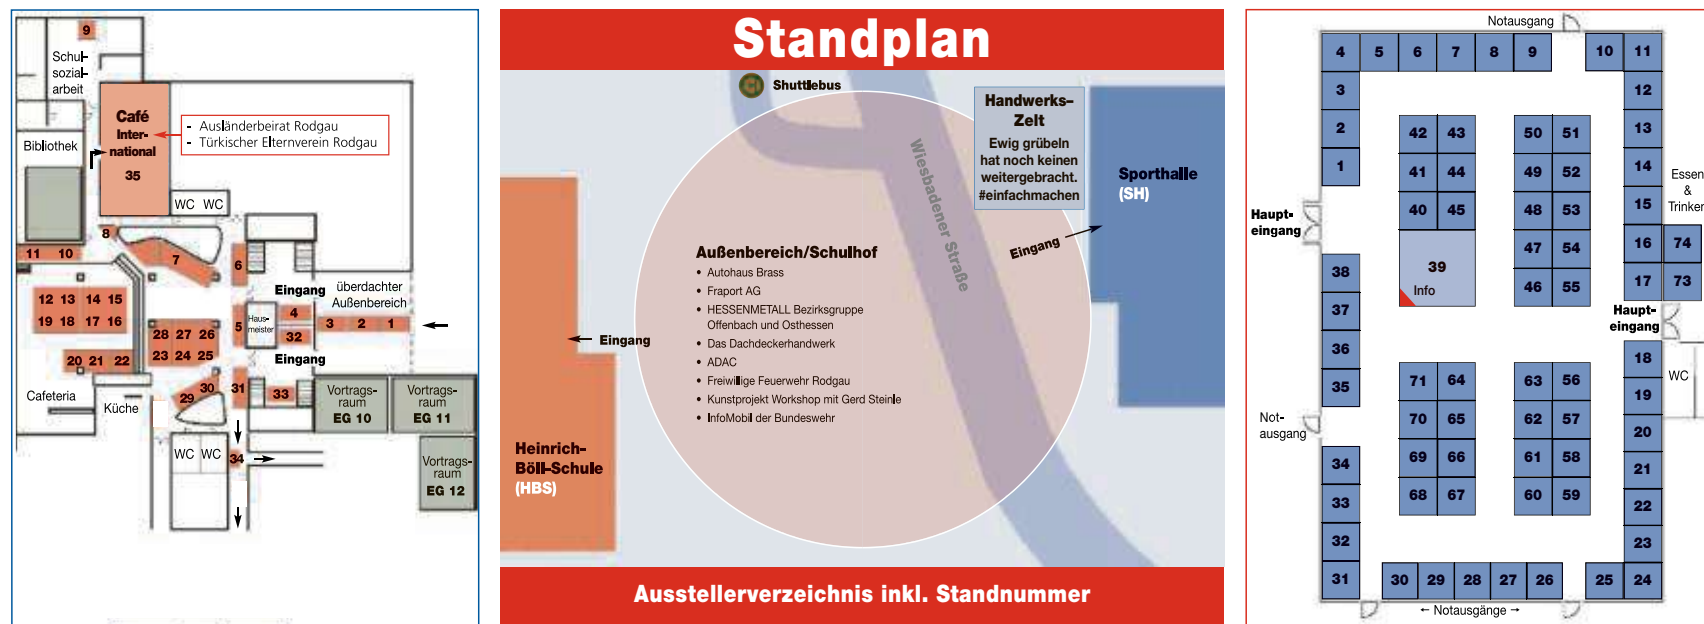 9
Schul-
sozial-
arbeit
Café
Inter-
national
35
- Ausländerbeirat Rodgau
- Türkischer Elternverein Rodgau
Bibliothek
WC WC
8
11 10
7
6
Eingang
überdachter
Außenbereich
12 13 14 15
19 18 17 16
5
Haus-
meister
4
3 2 1
32
28 27 26
23 24 25
Eingang
20 21 22
30
29
31
33
Cafeteria
Küche
Vortrags-
raum
EG 10
Vortrags-
raum
EG 11
WC WC
34
Vortrags-
raum
EG 12
Standplan
Shuttlebus
Handwerks-
Zelt
Ewig grübeln
hat noch keinen
weitergebracht.
#einfachmachen
Wiesbadener Straße
Sporthalle
(SH)
Eingang
Außenbereich/Schulhof
• Autohaus Brass
• Fraport AG
• HESSENMETALL Bezirksgruppe
Offenbach und Osthessen
• Das Dachdeckerhandwerk
• ADAC
• Freiwillige Feuerwehr Rodgau
• Kunstprojekt Workshop mit Gerd Steinle
• InfoMobil der Bundeswehr
Eingang
Heinrich-
Böll-Schule
(HBS)
Ausstellerverzeichnis inkl. Standnummer
Notausgang
4 5 6 7 8 9 10 11
3 12
2 42 43 50 51 13
1 41 44 49 52 14
Essen
&
Trinken
40 45 48 53 15
Haupt-
eingang
39
Info
47 54 16 74
38 46 55 17 73
37
Haupt-
eingang
36 18
WC
35 71 64 63 56 19
Not-
ausgang
70 65 62 57 20
34 69 66 61 58 21
33 68 67 60 59 22
32 23
31 30 29 28 27 26 25 24
← Notausgänge →